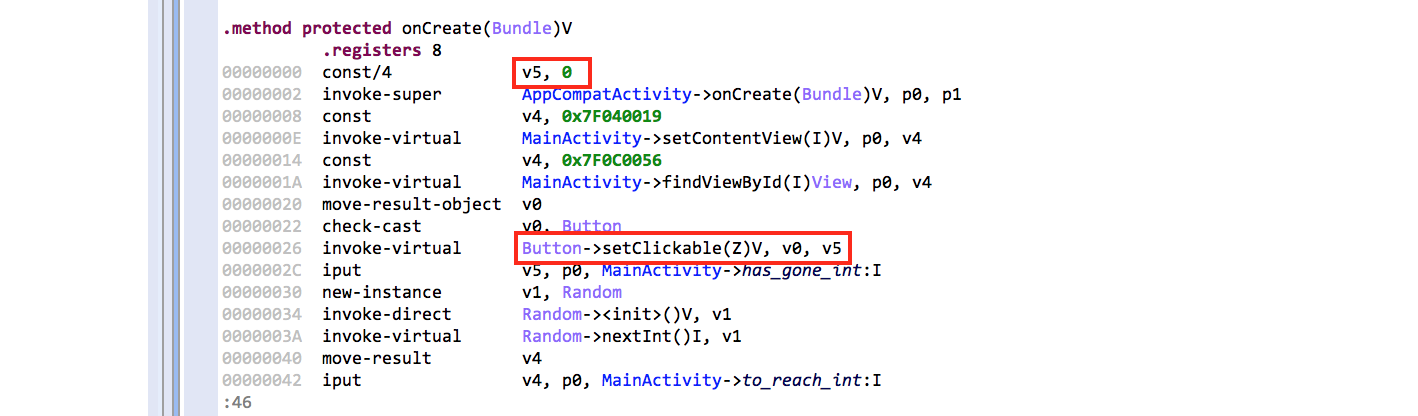 .method protected onCreate(Bundle)V
.registers 8
00000000 const/4 v5, 0
00000002 invoke-super AppCompatActivity->onCreate(Bundle)V, p0, p1
00000008 const v4, 0x7F040019
0000000E invoke-virtual MainActivity->setContentView(I)V, p0, v4
00000014 const v4, 0x7F0C0056
0000001A invoke-virtual MainActivity->findViewById(I)View, p0, v4
00000020 move-result-object v0
00000022 check-cast v0, Button
00000026 invoke-virtual Button->setClickable(Z)V, v0, v5
0000002C iput v5, p0, MainActivity->has_gone_int:I
00000030 new-instance v1, Random
00000034 invoke-direct Random-><init>()V, v1
0000003A invoke-virtual Random->nextInt()I, v1
00000040 move-result v4
00000042 iput v4, p0, MainActivity->to_reach_int:I
:46